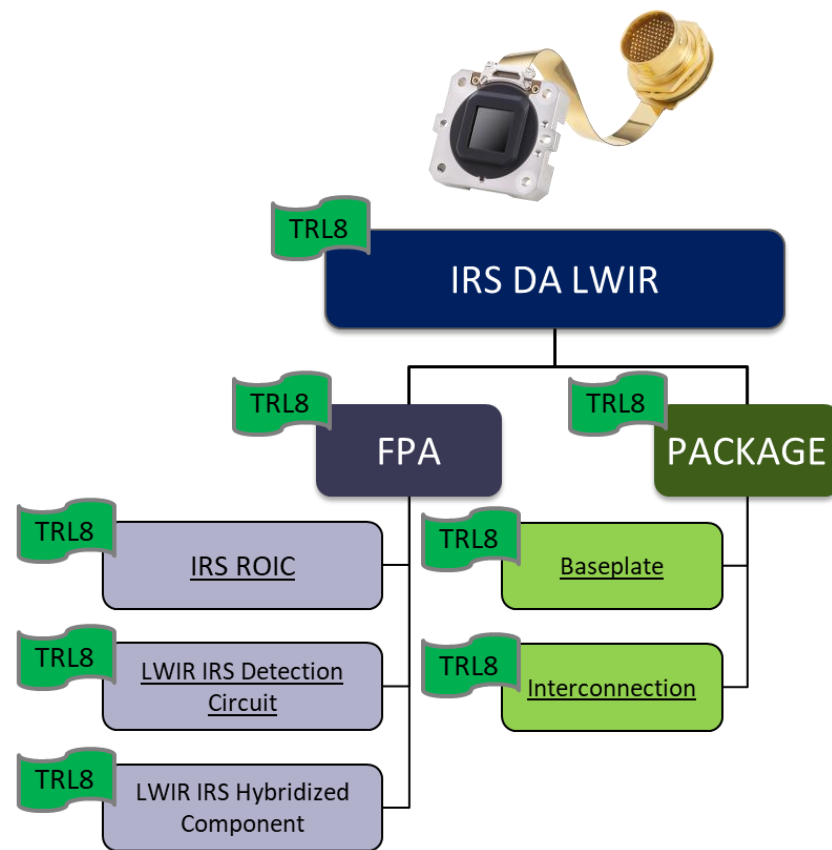 TRL8
IRS DA LWIR
TRL8
FPA
TRL8
PACKAGE
TRL8
IRS ROIC
TRL8
LWIR IRS Detection
Circuit
TRL8
LWIR IRS Hybridized
Component
TRL8
Baseplate
TRL8
Interconnection